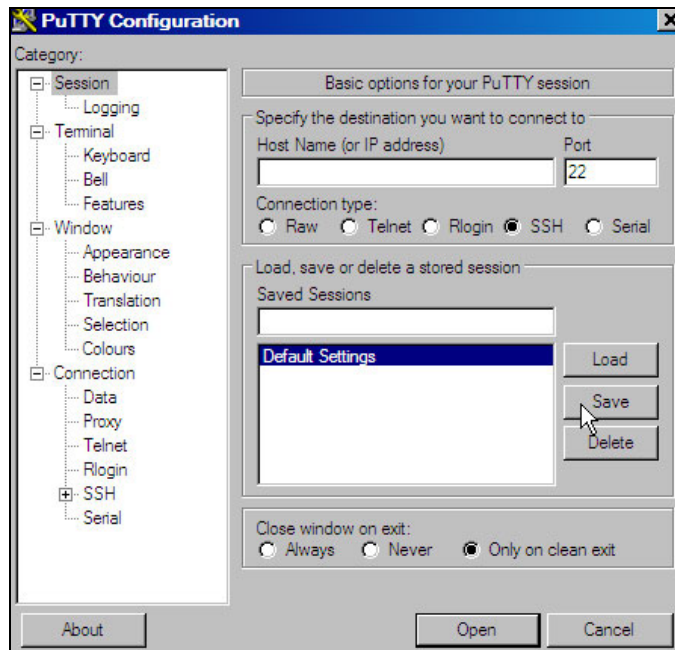 PuTTY Configuration
Category:
Session
Logging
Terminal
Keyboard
Bell
Features
Window
Appearance
Behaviour
Translation
Selection
Colours
Connection
Data
Proxy
Telnet
Rlogin
SSH
Serial
Basic options for your PuTTY session
Specify the destination you want to connect to
Host Name (or IP address) Port
22
Connection type:
Raw Telnet Rlogin SSH Serial
Load, save or delete a stored session
Saved Sessions
Default Settings
Load
Save
Delete
Close window on exit:
Always Never Only on clean exit
About Open Cancel